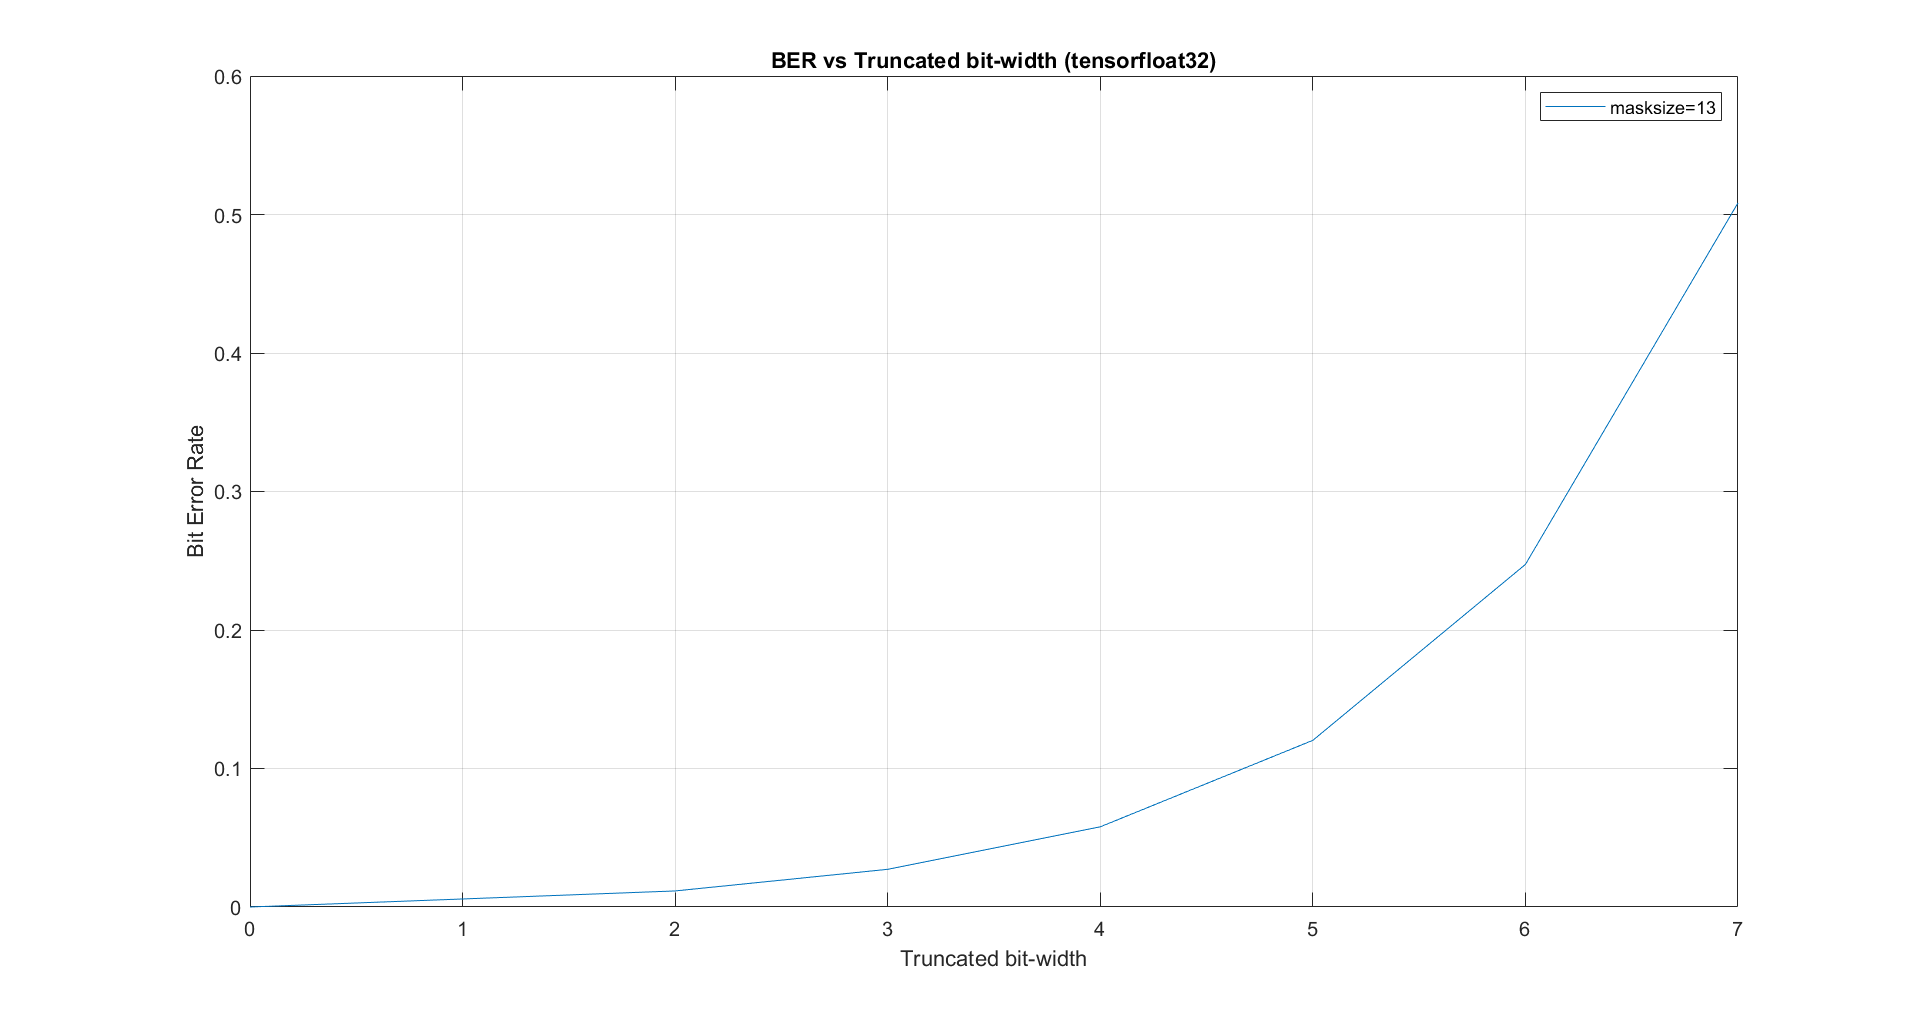 BER vs Truncated bit-width (tensorfloat32)
masksize=13
0.6
0.5
0.4
0.3
0.2
0.1
0
Bit Error Rate
0 1 2 3 4 5 6 7
Truncated bit-width